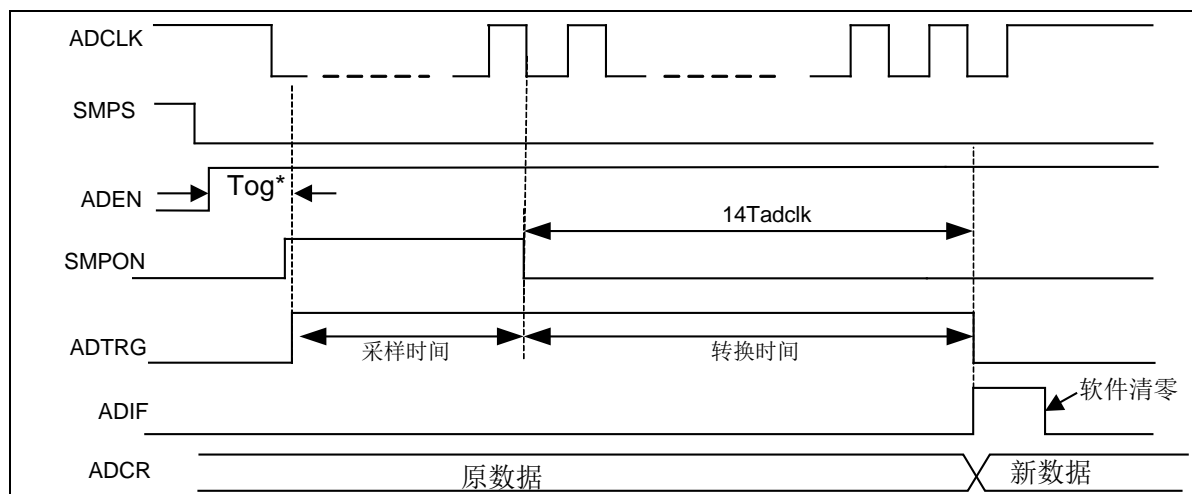 ADCLK
SMPS
ADEN
Tog*
14Tadclk
SMPON
ADTRG
采样时间
转换时间
ADIF
软件清零
ADCR
原数据
新数据